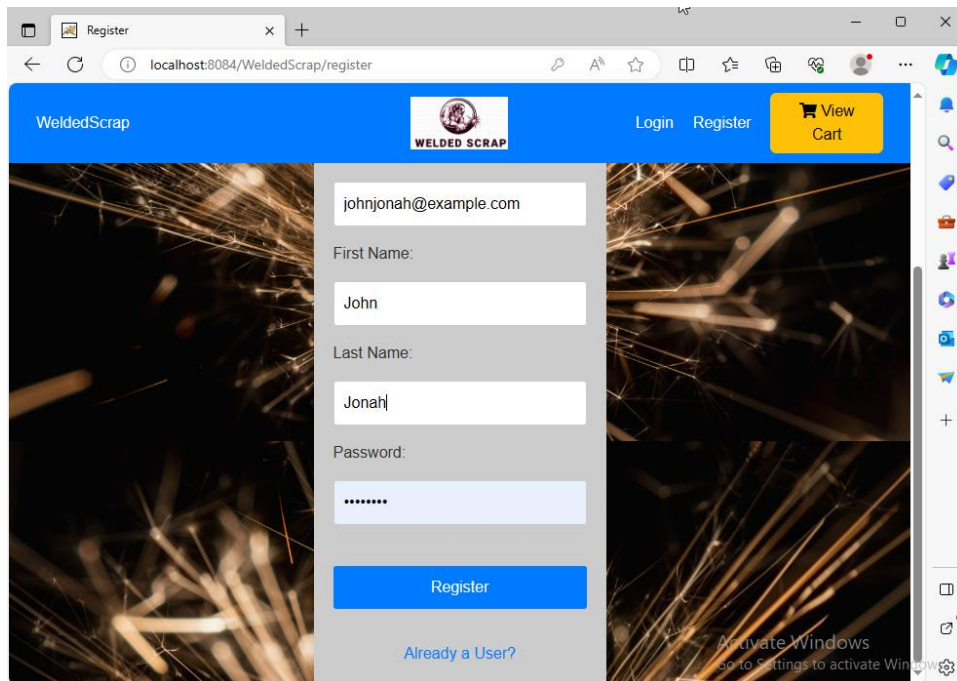 Register
localhost:8084/WeldedScrap/register
WeldedScrap
WELDED SCRAP
Login Register
View
Cart
johnjonah@example.com
First Name:
John
Last Name:
Jonah
Password:
••••••••
Register
Already a User?
Activate Windows
Go to Settings to activate Windows.